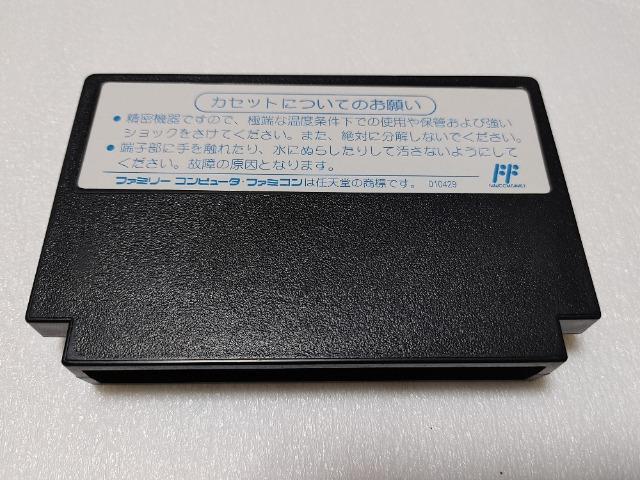 カセットについてのお願い
●精密機器ですので、極端な温度条件下での使用や保管および強い
ショックをさけてください。また、絶対に分解しないでください。
●端子部に手を触れたり、水にぬらしたりして汚さないようにして
ください。故障の原因となります。
ファミリーコンピュータ・ファミコンは任天堂の商標です。 010429
FF